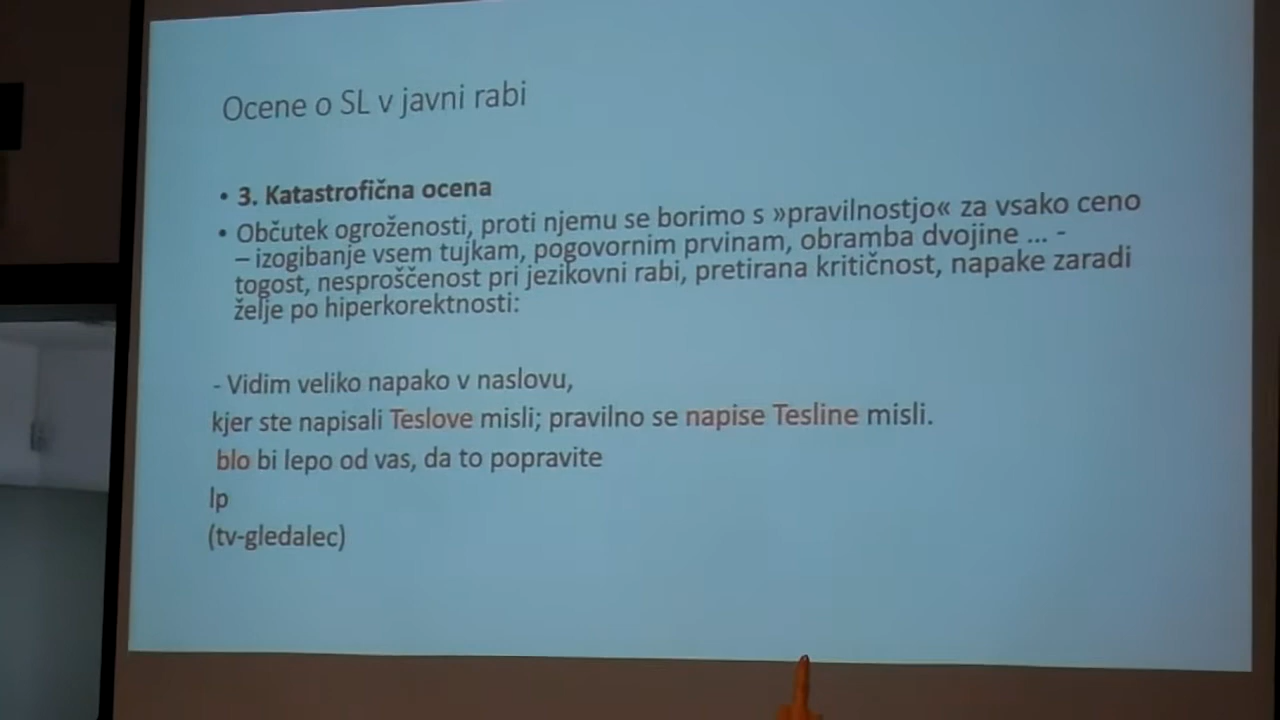 Ocene o SL v javni rabi
• 3. Katastrofična ocena
• Občutek ogroženosti, proti njemu se borimo s »pravilnostjo« za vsako ceno
– izogibanje vsem tujkam, pogovornim prvinam, obramba dvojine ... -
togost, nesproščenost pri jezikovni rabi, pretirana kritičnost, napake zaradi
želje po hiperkorektnosti:
- Vidim veliko napako v naslovu,
kjer ste napisali Teslove misli; pravilno se napise Tesline misli.
blo bi lepo od vas, da to popravite
lp
(tv-gledalec)